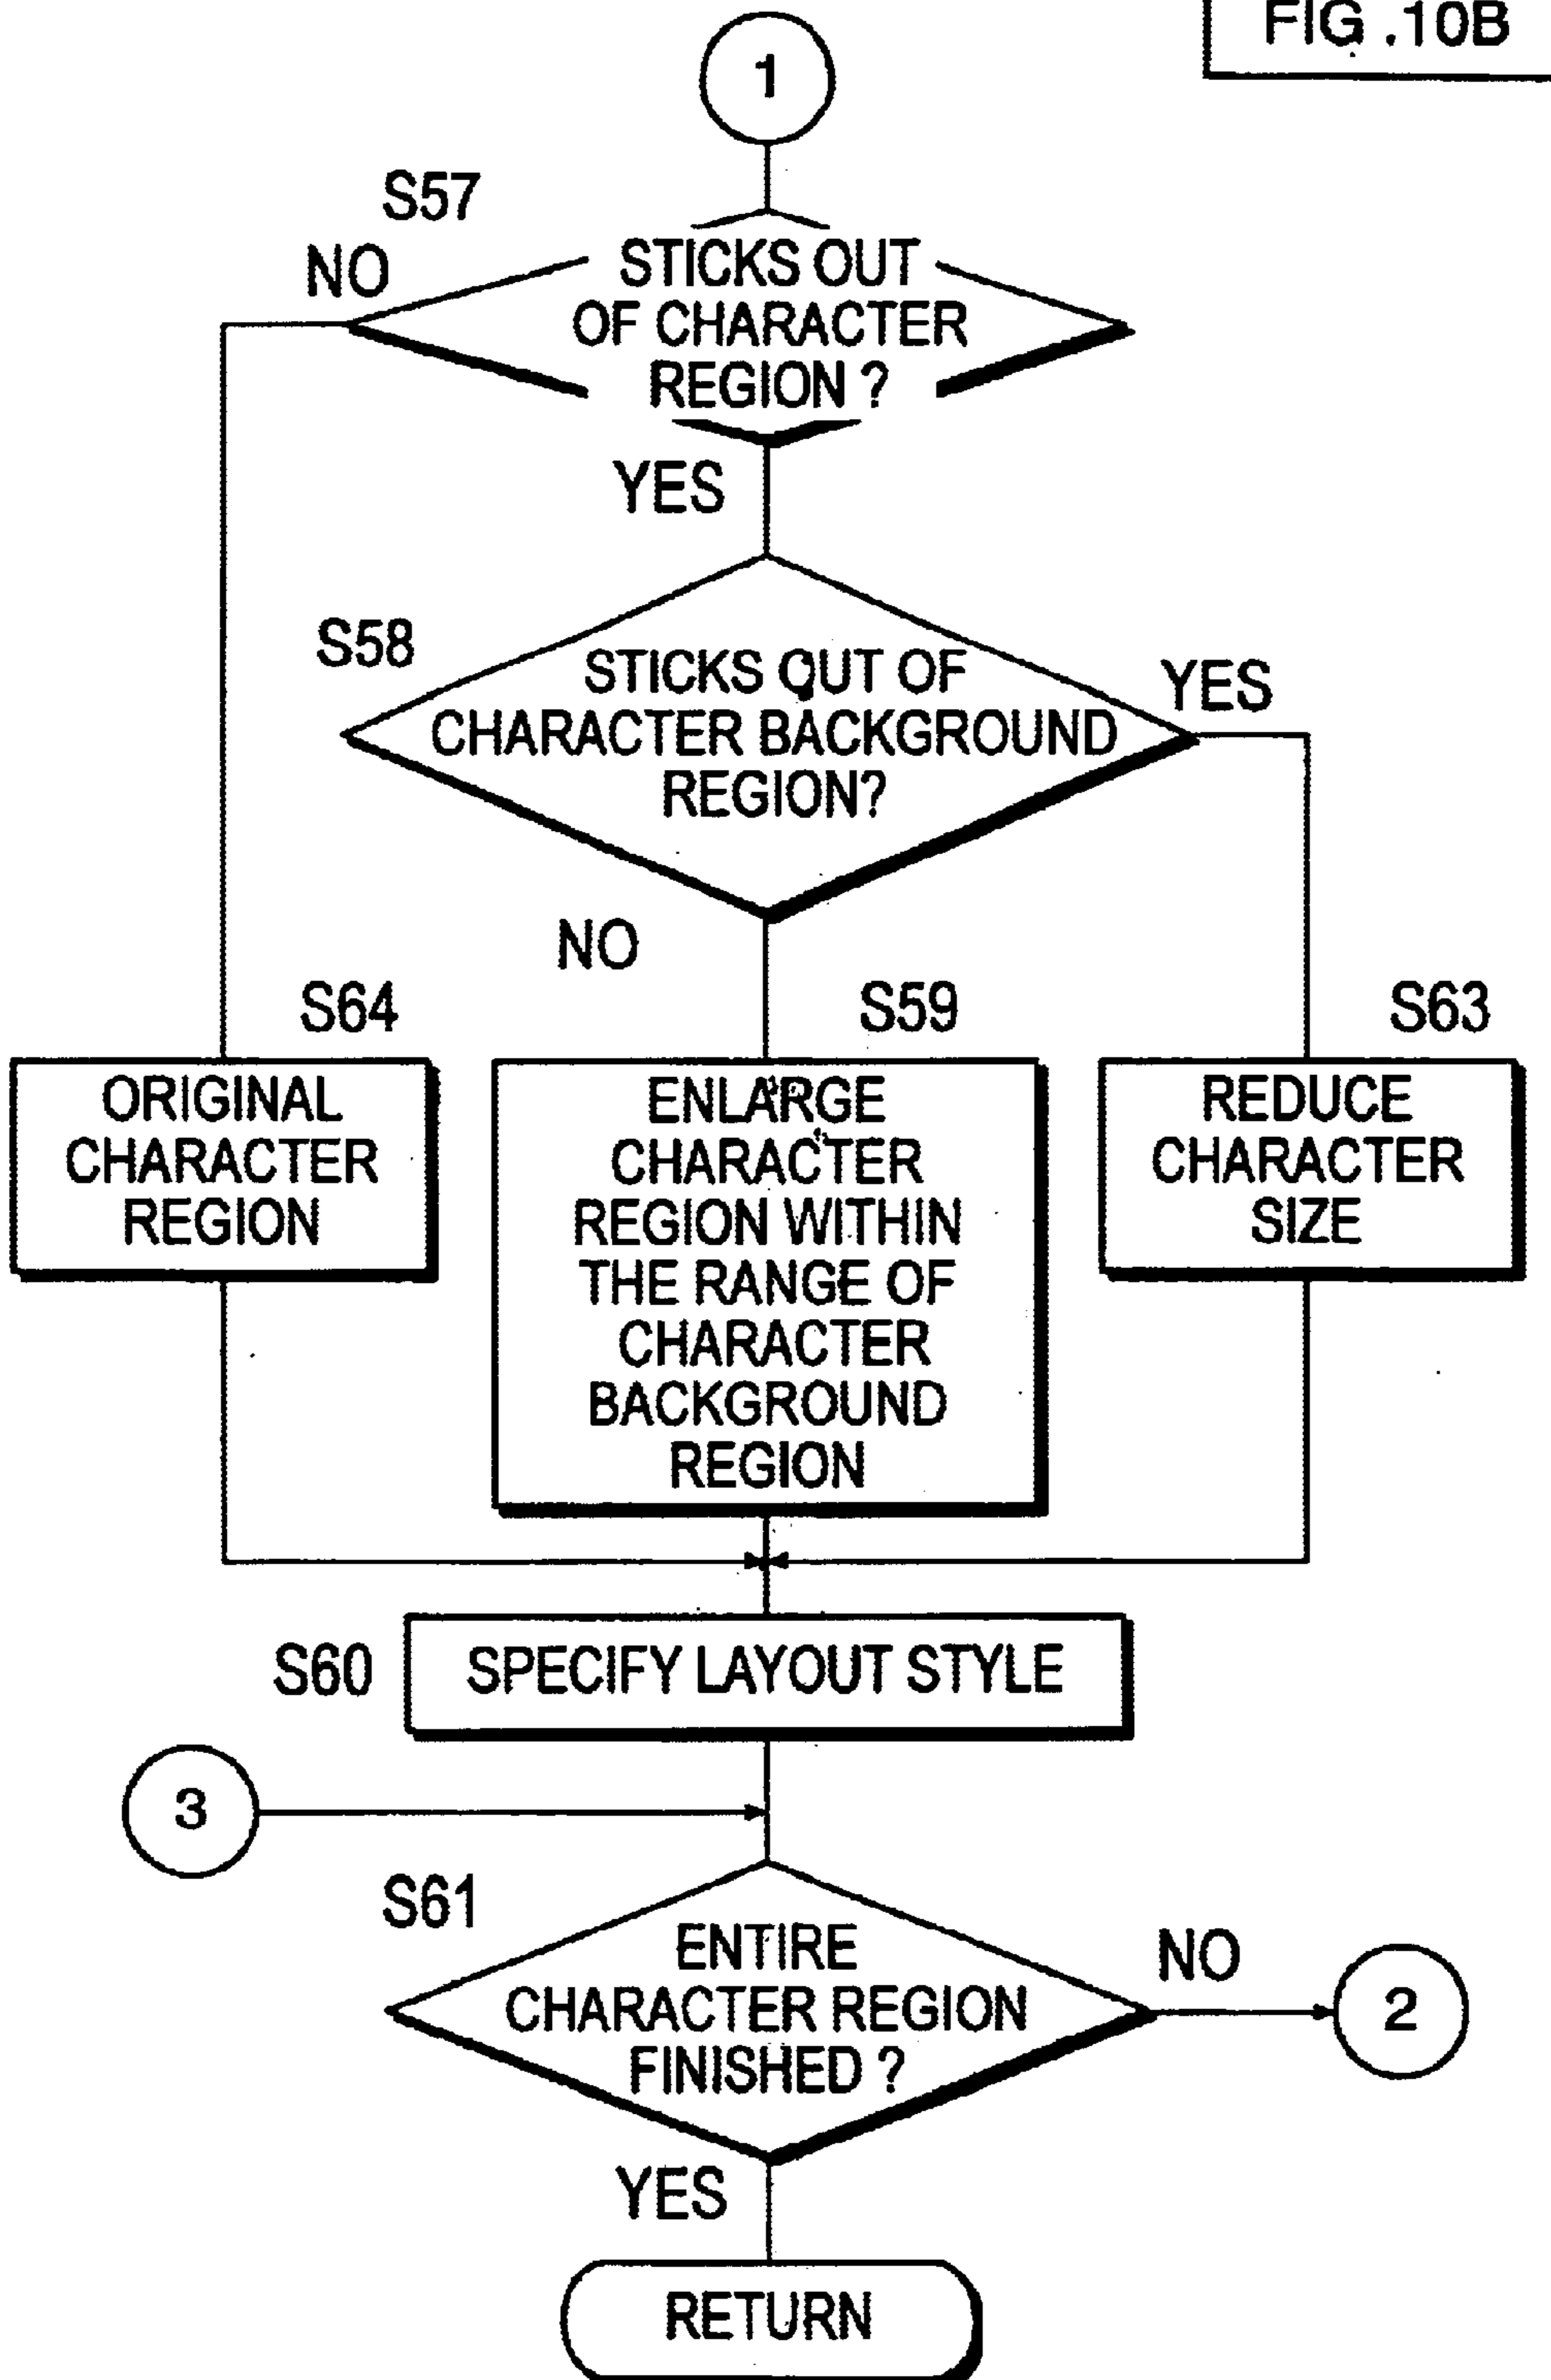 FIG .10B
1
S57
NO
STICKS OUT
OF CHARACTER
REGION ?
YES
S58
STICKS OUT OF
CHARACTER BACKGROUND
REGION?
YES
NO
S64
ORIGINAL
CHARACTER
REGION
S59
ENLARGE
CHARACTER
REGION WITHIN
THE RANGE OF
CHARACTER
BACKGROUND
REGION
S63
REDUCE
CHARACTER
SIZE
S60
SPECIFY LAYOUT STYLE
3
S61
ENTIRE
CHARACTER REGION
FINISHED ?
NO
2
YES
RETURN